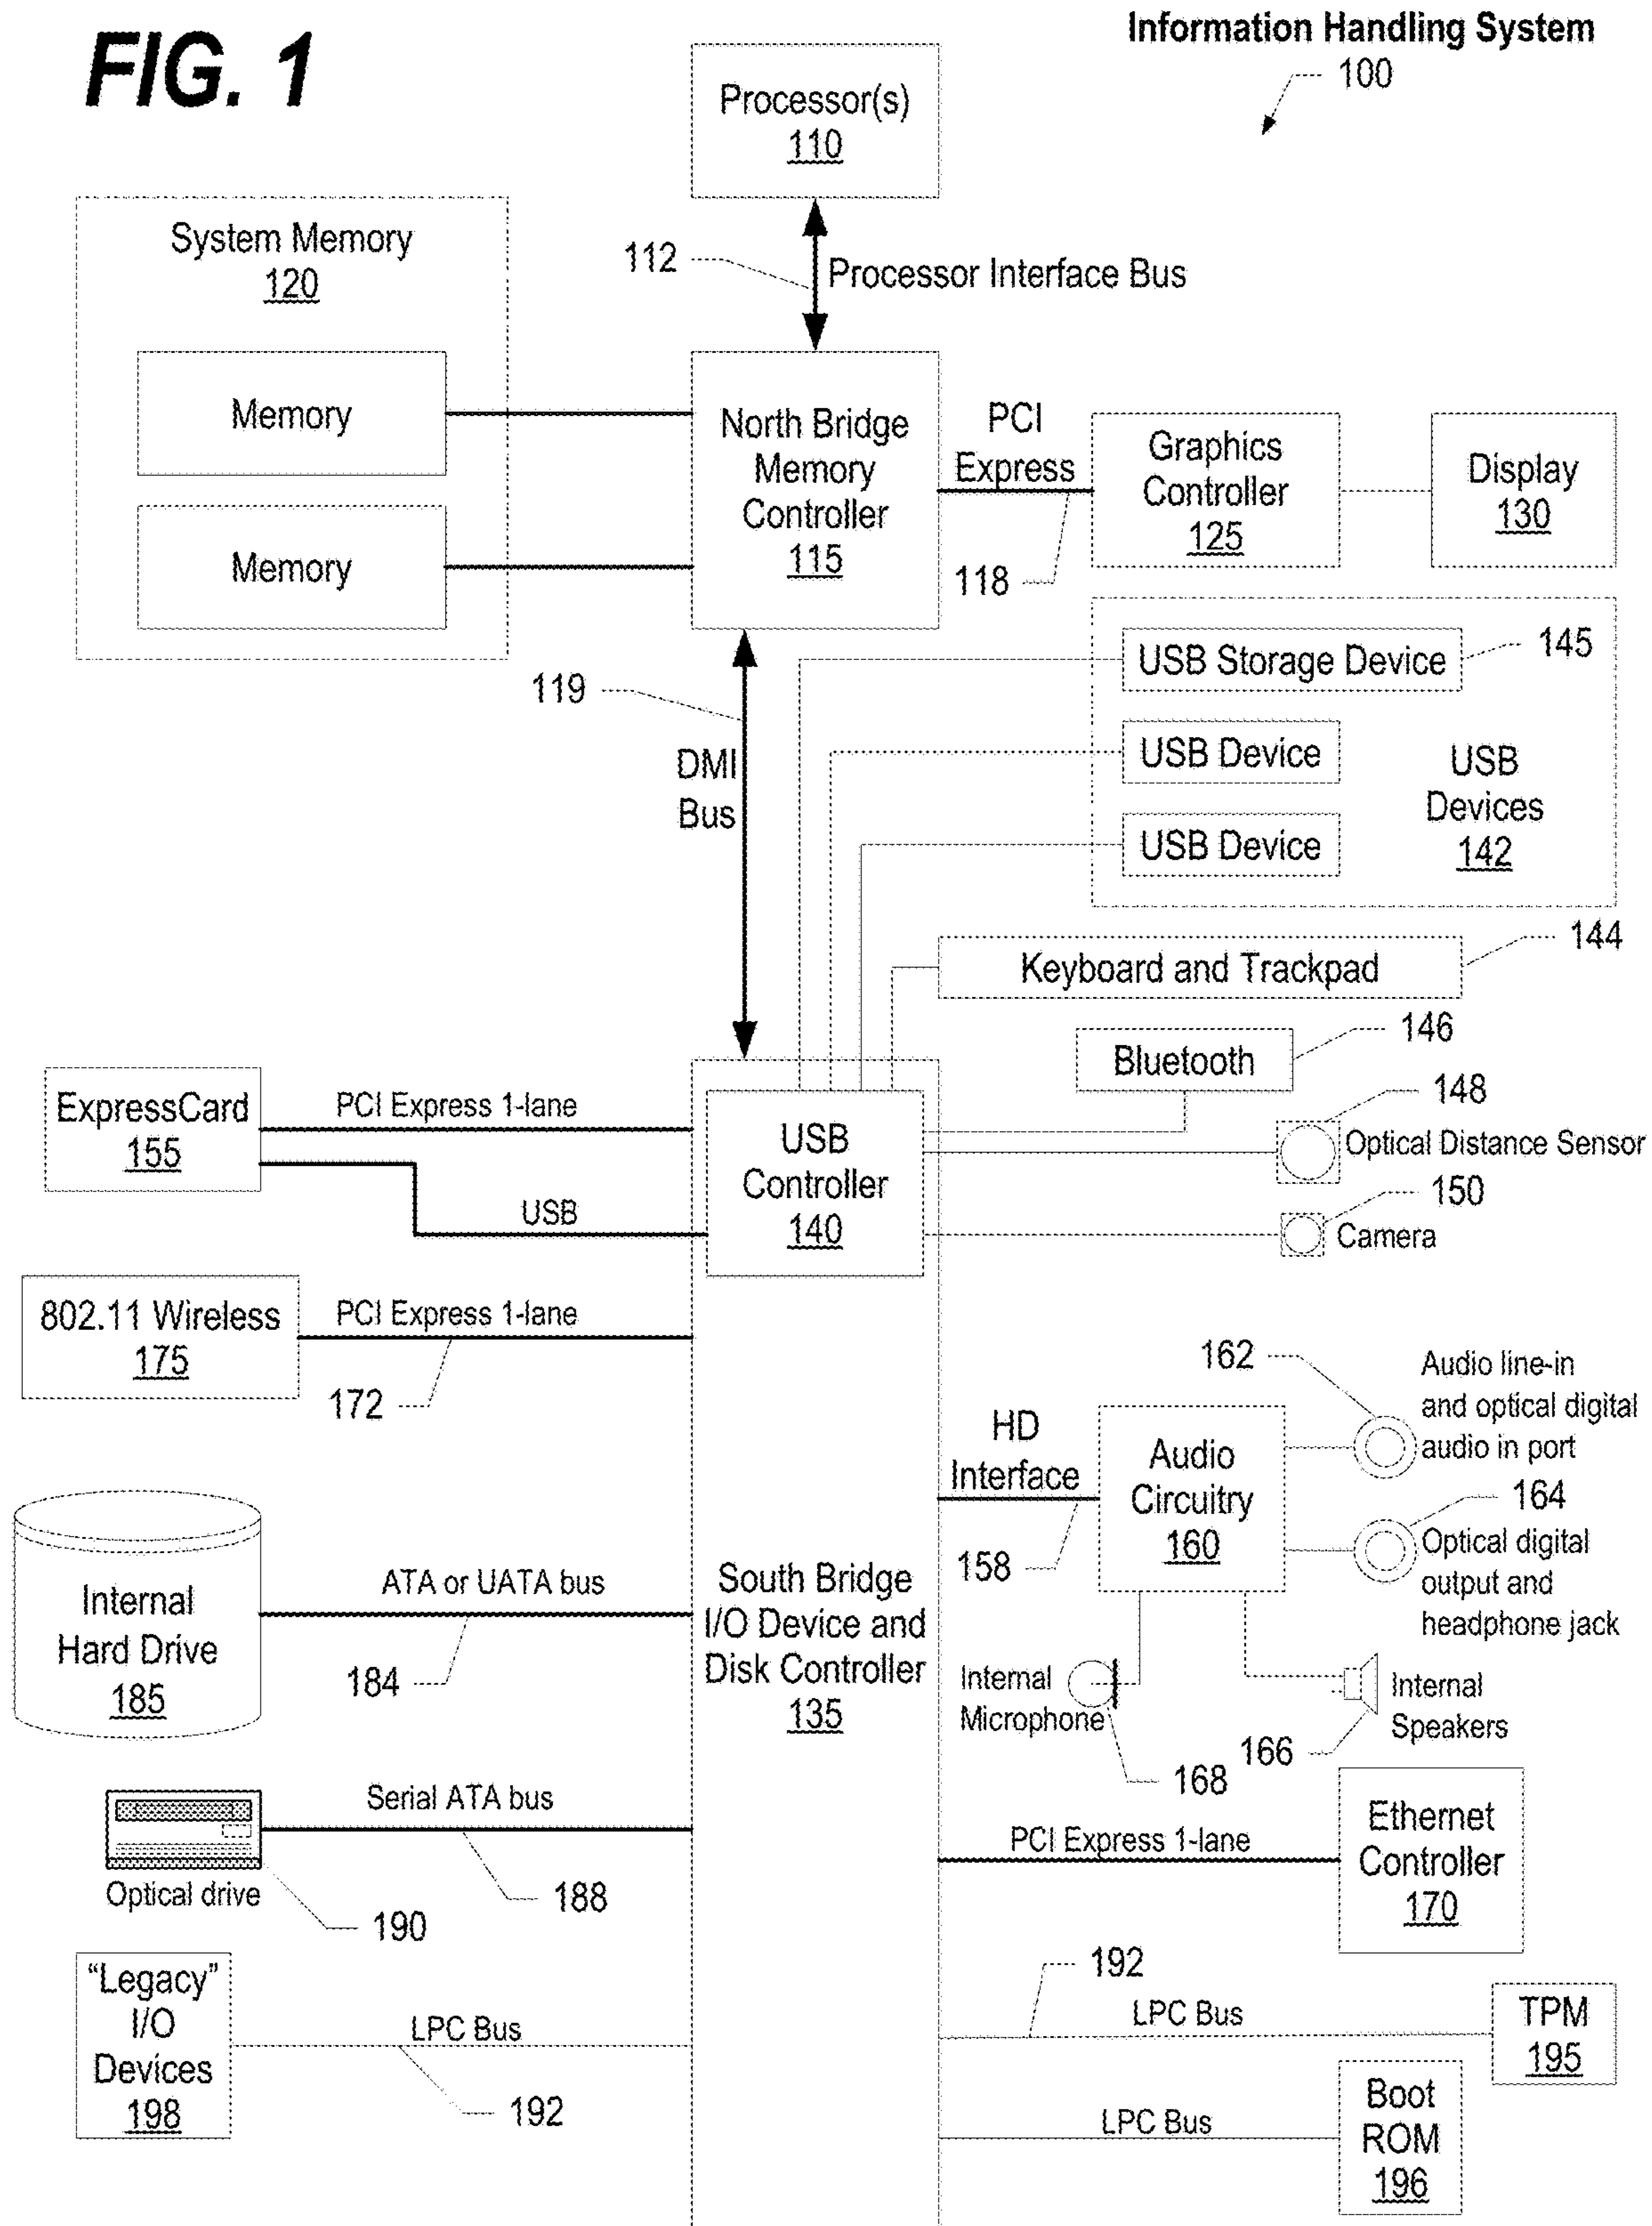 FIG. 1
Information Handling System
100
Processor(s)
110
System Memory
120
112
Processor Interface Bus
Memory
Memory
North Bridge
Memory
Controller
115
PCI
Express
118
Graphics
Controller
125
Display
130
119
DMI
Bus
USB Storage Device
145
USB Device
USB Device
USB
Devices
142
Keyboard and Trackpad
144
Bluetooth
146
148
Optical Distance Sensor
150
Camera
ExpressCard
155
PCI Express 1-lane
USB
USB
Controller
140
802.11 Wireless
175
PCI Express 1-lane
172
162
Audio line-in
and optical digital
audio in port
HD
Interface
158
Audio
Circuitry
160
164
Optical digital
output and
headphone jack
Internal
Hard Drive
185
ATA or UATA bus
184
South Bridge
I/O Device and
Disk Controller
135
Internal
Microphone
168
166
Internal
Speakers
Serial ATA bus
188
Optical drive
190
PCI Express 1-lane
Ethernet
Controller
170
"Legacy"
I/O
Devices
198
LPC Bus
192
192
LPC Bus
TPM
195
LPC Bus
Boot
ROM
196